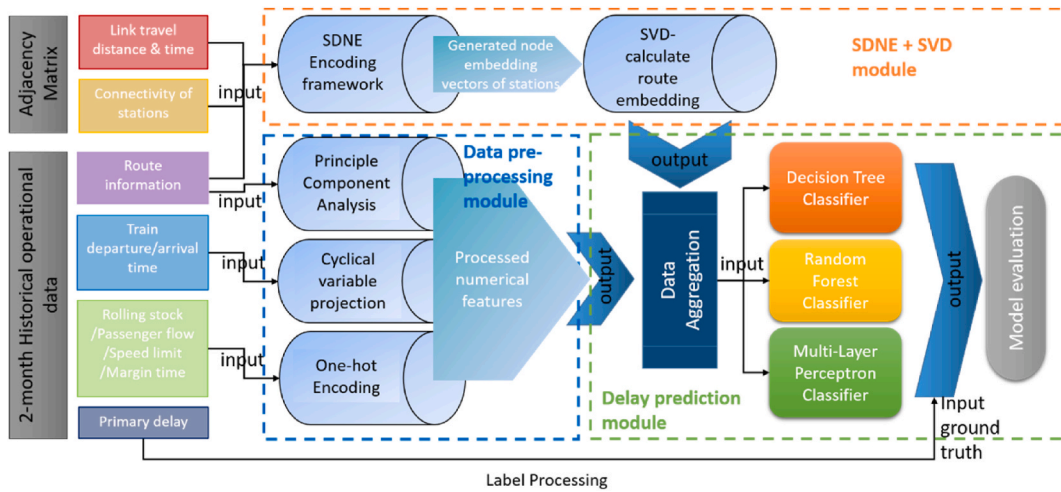 Adjacency
Matrix
Link travel
distance & time
Connectivity of
stations
input
SDNE
Encoding
framework
Generated node
embedding
vectors of stations
SVD-
calculate
route
embedding
SDNE + SVD
module
2-month Historical operational
data
Route
information
Train
departure/arrival
time
Rolling stock
/Passenger flow
/Speed limit
/Margin time
Primary delay
input
input
input
Principle
Component
Analysis
Cyclical
variable
projection
One-hot
Encoding
Data pre-
processing
module
Processed
numerical
features
output
output
Data
Aggregation
input
Decision Tree
Classifier
Random
Forest
Classifier
Multi-Layer
Perceptron
Classifier
Delay prediction
module
output
Model evaluation
Input
ground
truth
Label Processing